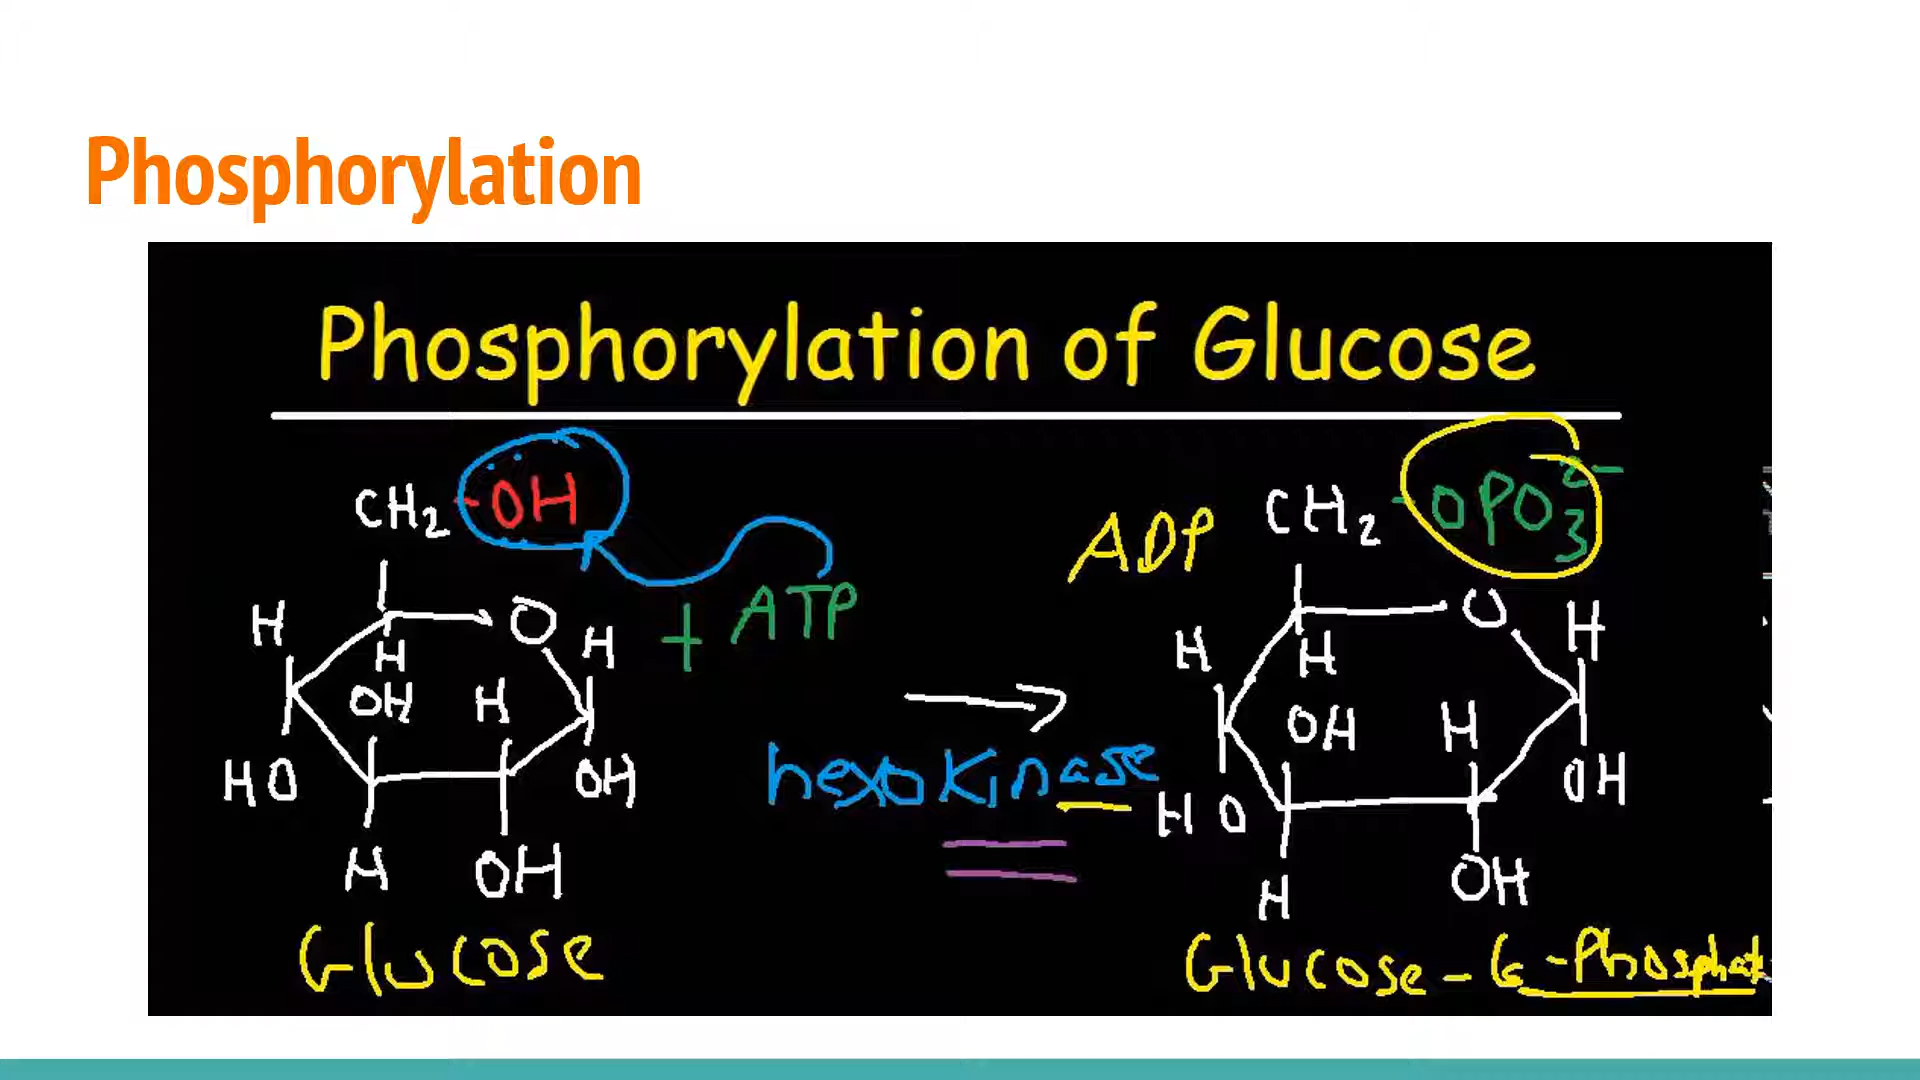 Phosphorylation
Phosphorylation of Glucose
CH2-OH
CH2-OPO3 2-
ADP
+ ATP
H
O
H
H
OH
H
HO
OH
H
OH
hexokinase
H
O
H
H
OH
H
HO
OH
H
OH
Glucose
Glucose-6-Phosphat